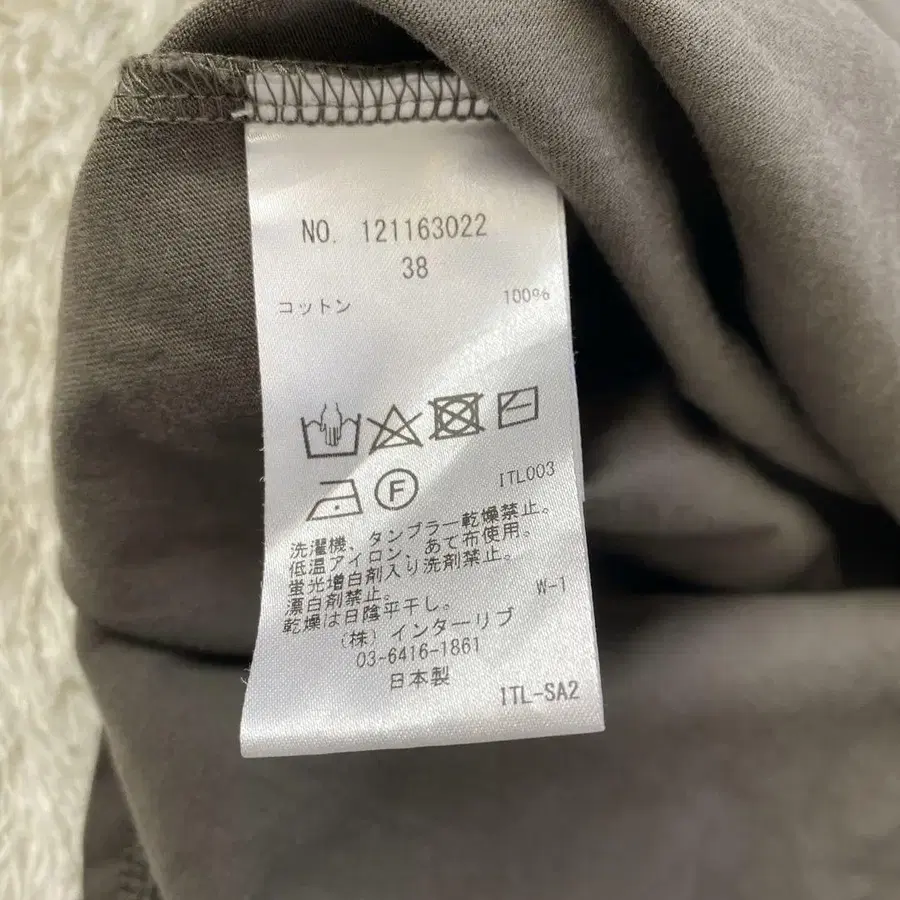 NO. 121163022
38
コットン 100%
ITL003
F
洗濯機、タンブラー乾燥禁止。
低温アイロン、あて布使用。
蛍光増白剤入り洗剤禁止。
漂白剤禁止。 W-1
乾燥は日陰平干し。
(株)インターリブ
03-6416-1861
日本製
ITL-SA2